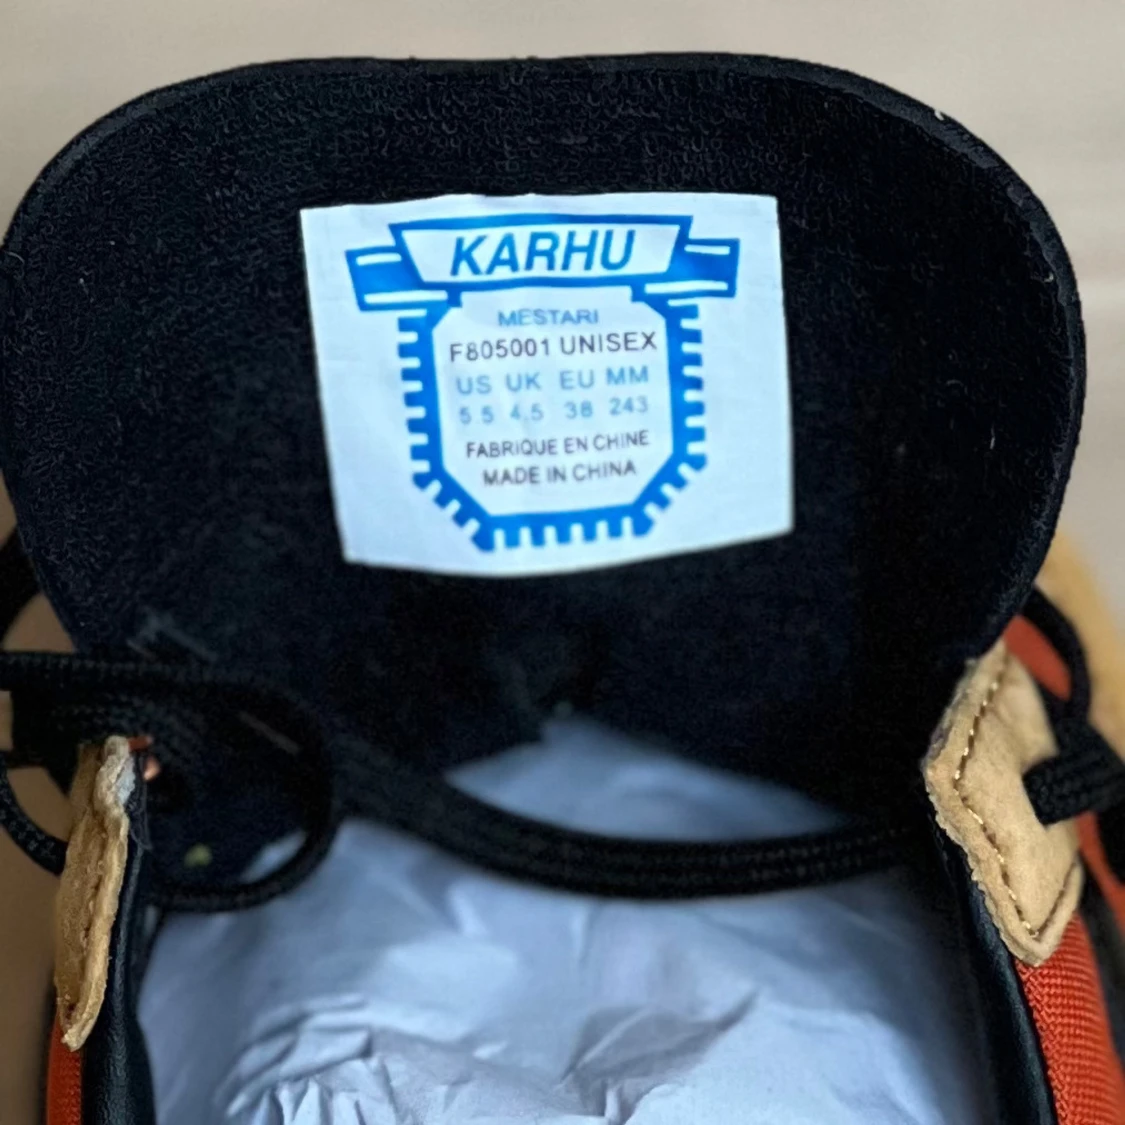 KARHU
MESTARI
F805001 UNISEX
US UK EU MM
5.5 4.5 38 243
FABRIQUE EN CHINE
MADE IN CHINA